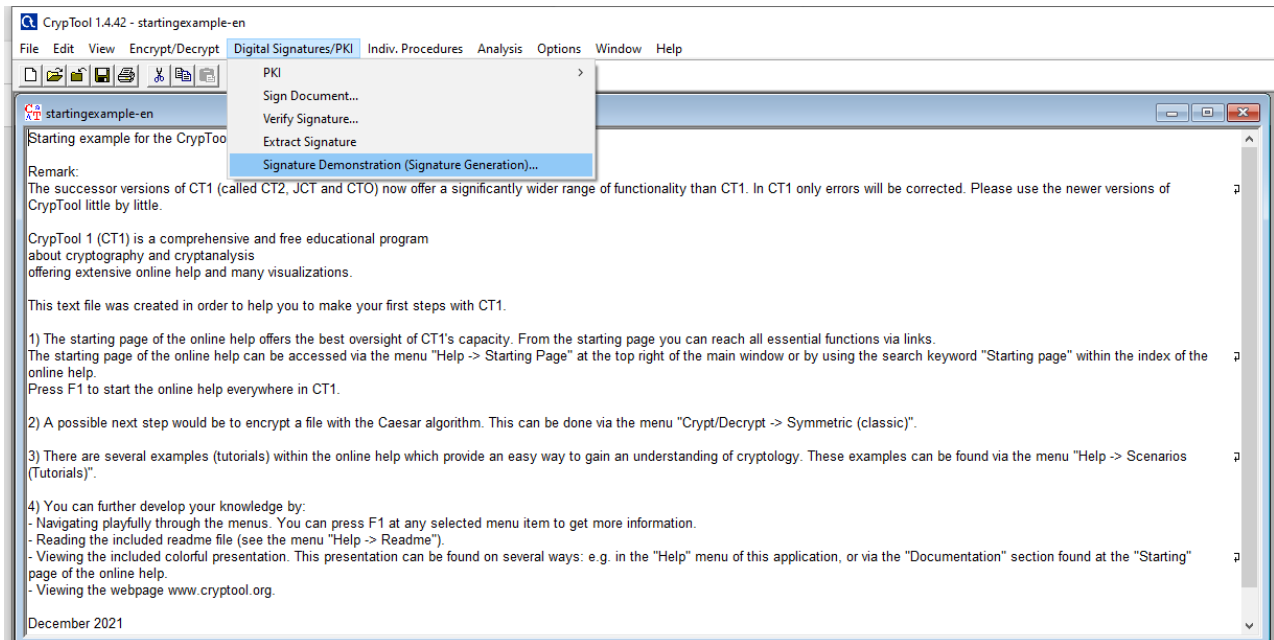 CrypTool 1.4.42 - startingexample-en
File Edit View Encrypt/Decrypt Digital Signatures/PKI Indiv. Procedures Analysis Options Window Help
PKI
Sign Document...
Verify Signature...
Extract Signature
Signature Demonstration (Signature Generation)...
startingexample-en
Starting example for the CrypToo
Remark:
The successor versions of CT1 (called CT2, JCT and CTO) now offer a significantly wider range of functionality than CT1. In CT1 only errors will be corrected. Please use the newer versions of
CrypTool little by little.
CrypTool 1 (CT1) is a comprehensive and free educational program
about cryptography and cryptanalysis
offering extensive online help and many visualizations.
This text file was created in order to help you to make your first steps with CT1.
1) The starting page of the online help offers the best oversight of CT1's capacity. From the starting page you can reach all essential functions via links.
The starting page of the online help can be accessed via the menu "Help -> Starting Page" at the top right of the main window or by using the search keyword "Starting page" within the index of the
online help.
Press F1 to start the online help everywhere in CT1.
2) A possible next step would be to encrypt a file with the Caesar algorithm. This can be done via the menu "Crypt/Decrypt -> Symmetric (classic)".
3) There are several examples (tutorials) within the online help which provide an easy way to gain an understanding of cryptology. These examples can be found via the menu "Help -> Scenarios
(Tutorials)".
4) You can further develop your knowledge by:
- Navigating playfully through the menus. You can press F1 at any selected menu item to get more information.
- Reading the included readme file (see the menu "Help -> Readme").
- Viewing the included colorful presentation. This presentation can be found on several ways: e.g. in the "Help" menu of this application, or via the "Documentation" section found at the "Starting"
page of the online help.
- Viewing the webpage www.cryptool.org.
December 2021